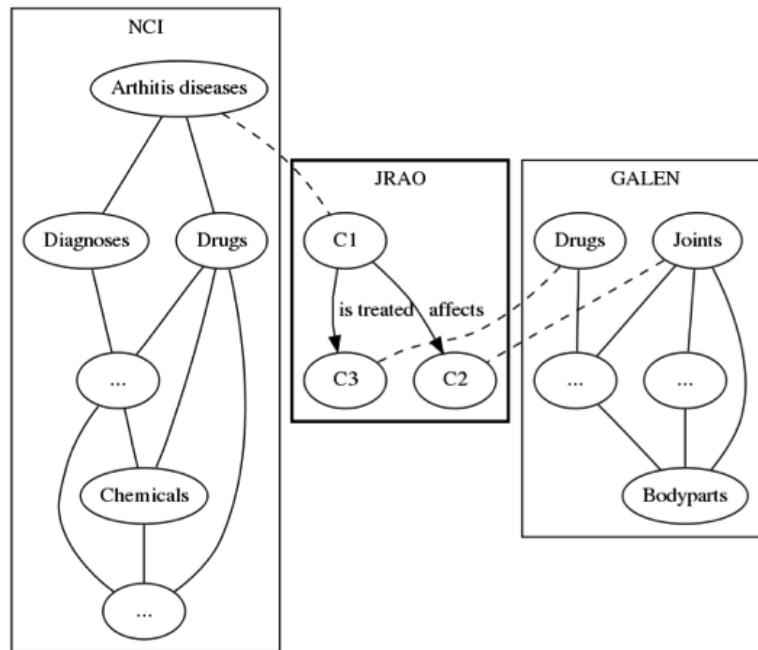 NCI
Arthitis diseases
Diagnoses
Drugs
...
Chemicals
...
JRAO
C1
is treated
affects
C3
C2
GALEN
Drugs
Joints
...
...
Bodyparts